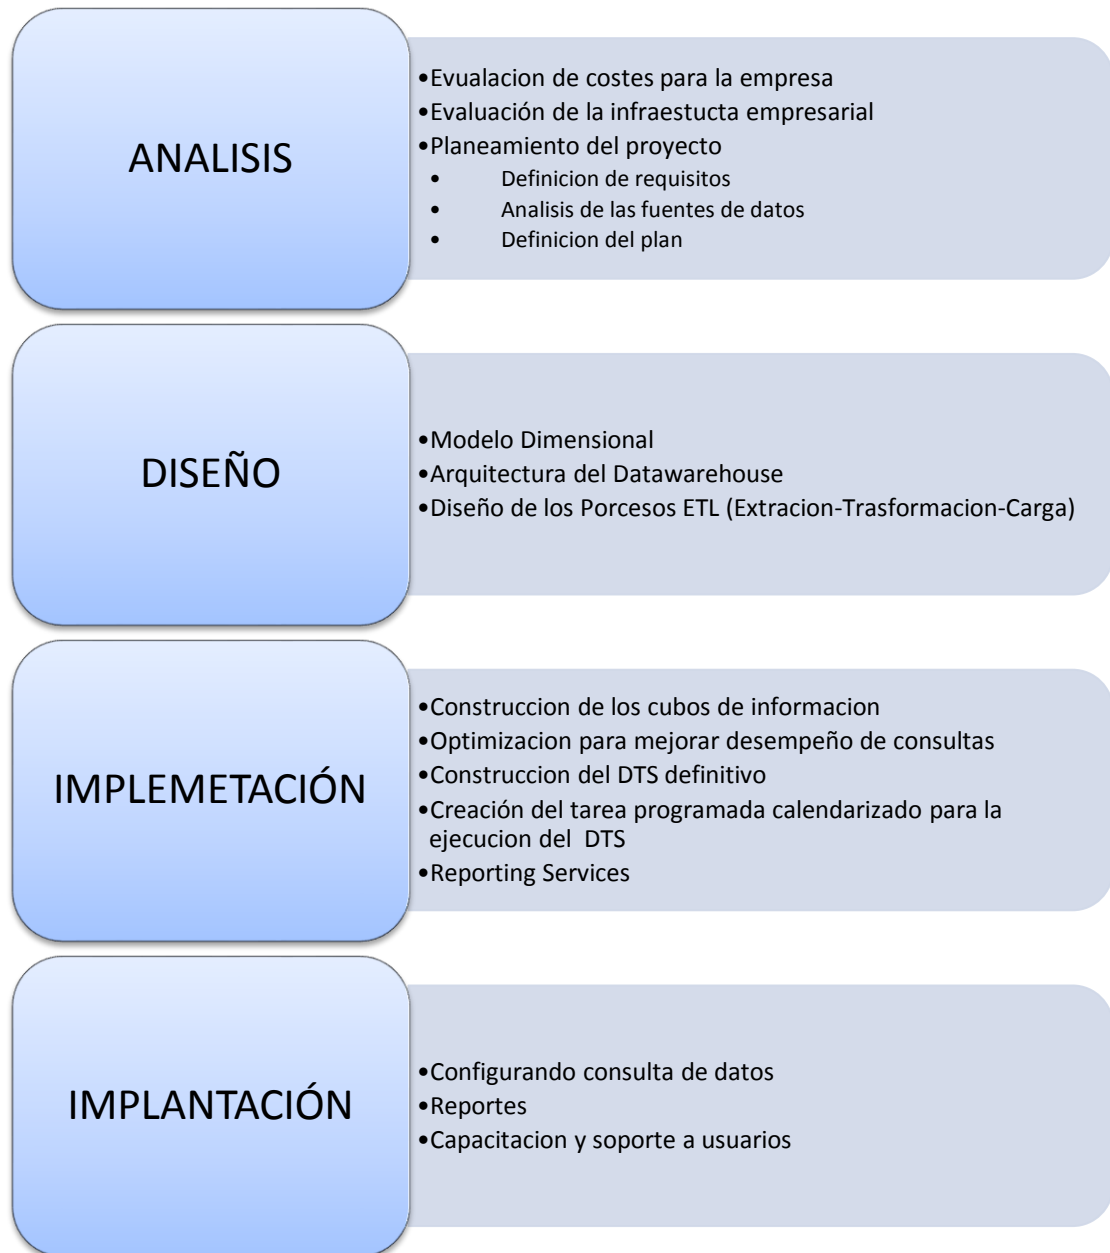 ANALISIS
•Evualacion de costes para la empresa
•Evaluación de la infraestucta empresarial
•Planeamiento del proyecto
• Definicion de requisitos
• Analisis de las fuentes de datos
• Definicion del plan
DISEÑO
•Modelo Dimensional
•Arquitectura del Datawarehouse
•Diseño de los Porcesos ETL (Extracion-Trasformacion-Carga)
IMPLEMETACIÓN
•Construccion de los cubos de informacion
•Optimizacion para mejorar desempeño de consultas
•Construccion del DTS definitivo
•Creación del tarea programada calendarizado para la
ejecucion del DTS
•Reporting Services
IMPLANTACIÓN
•Configurando consulta de datos
•Reportes
•Capacitacion y soporte a usuarios